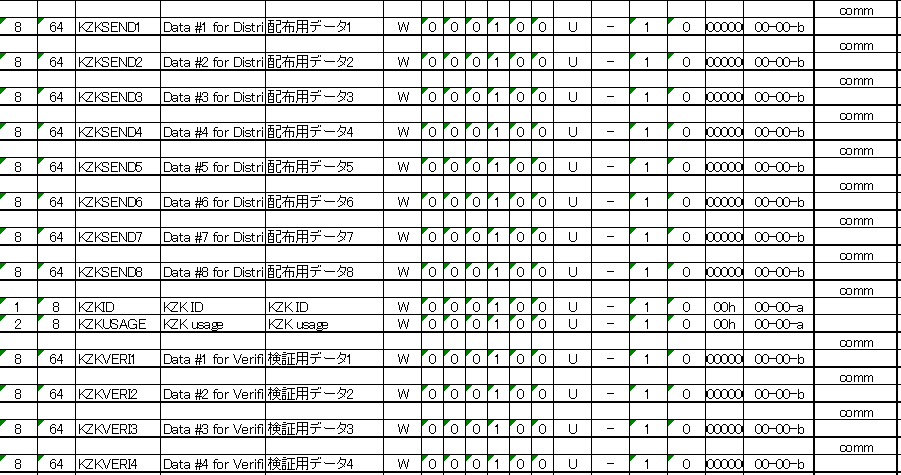 comm
8 64 KZKSEND1 Data #1 for Distri 配布用データ1 W 0 0 0 1 0 0 U - 1 0 00000 00-00-b
comm
8 64 KZKSEND2 Data #2 for Distri 配布用データ2 W 0 0 0 1 0 0 U - 1 0 00000 00-00-b
comm
8 64 KZKSEND3 Data #3 for Distri 配布用データ3 W 0 0 0 1 0 0 U - 1 0 00000 00-00-b
comm
8 64 KZKSEND4 Data #4 for Distri 配布用データ4 W 0 0 0 1 0 0 U - 1 0 00000 00-00-b
comm
8 64 KZKSEND5 Data #5 for Distri 配布用データ5 W 0 0 0 1 0 0 U - 1 0 00000 00-00-b
comm
8 64 KZKSEND6 Data #6 for Distri 配布用データ6 W 0 0 0 1 0 0 U - 1 0 00000 00-00-b
comm
8 64 KZKSEND7 Data #7 for Distri 配布用データ7 W 0 0 0 1 0 0 U - 1 0 00000 00-00-b
comm
8 64 KZKSEND8 Data #8 for Distri 配布用データ8 W 0 0 0 1 0 0 U - 1 0 00000 00-00-b
comm
1 8 KZKID KZK ID KZK ID W 0 0 0 1 0 0 U - 1 0 00h 00-00-a
2 8 KZKUSAGE KZK usage KZK usage W 0 0 0 1 0 0 U - 1 0 00h 00-00-a
comm
8 64 KZKVERI1 Data #1 for Verifi 検証用データ1 W 0 0 0 1 0 0 U - 1 0 00000 00-00-b
comm
8 64 KZKVERI2 Data #2 for Verifi 検証用データ2 W 0 0 0 1 0 0 U - 1 0 00000 00-00-b
comm
8 64 KZKVERI3 Data #3 for Verifi 検証用データ3 W 0 0 0 1 0 0 U - 1 0 00000 00-00-b
comm
8 64 KZKVERI4 Data #4 for Verifi 検証用データ4 W 0 0 0 1 0 0 U - 1 0 00000 00-00-b